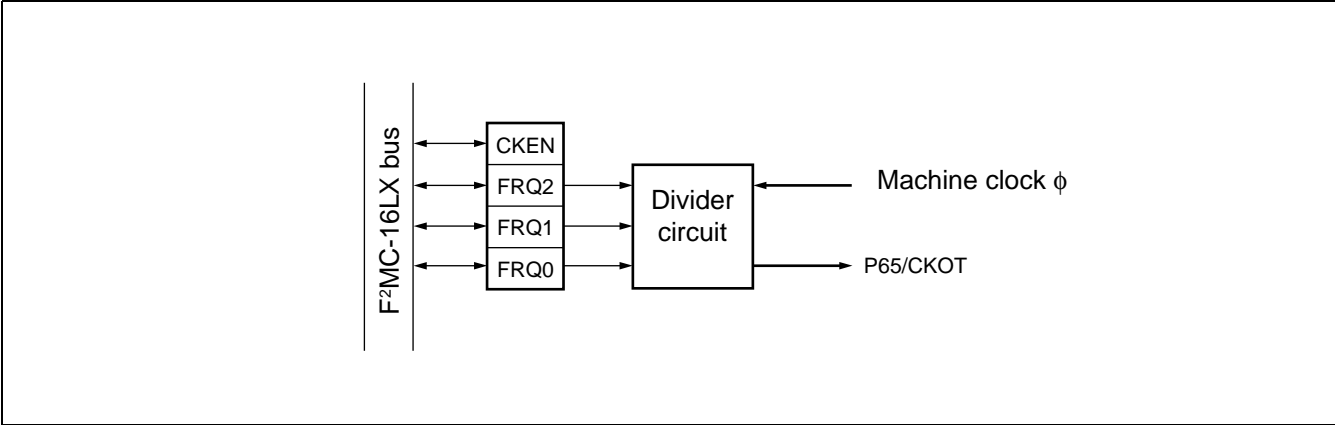 F²MC-16LX bus
CKEN
FRQ2
FRQ1
FRQ0
Divider
circuit
Machine clock ϕ
P65/CKOT